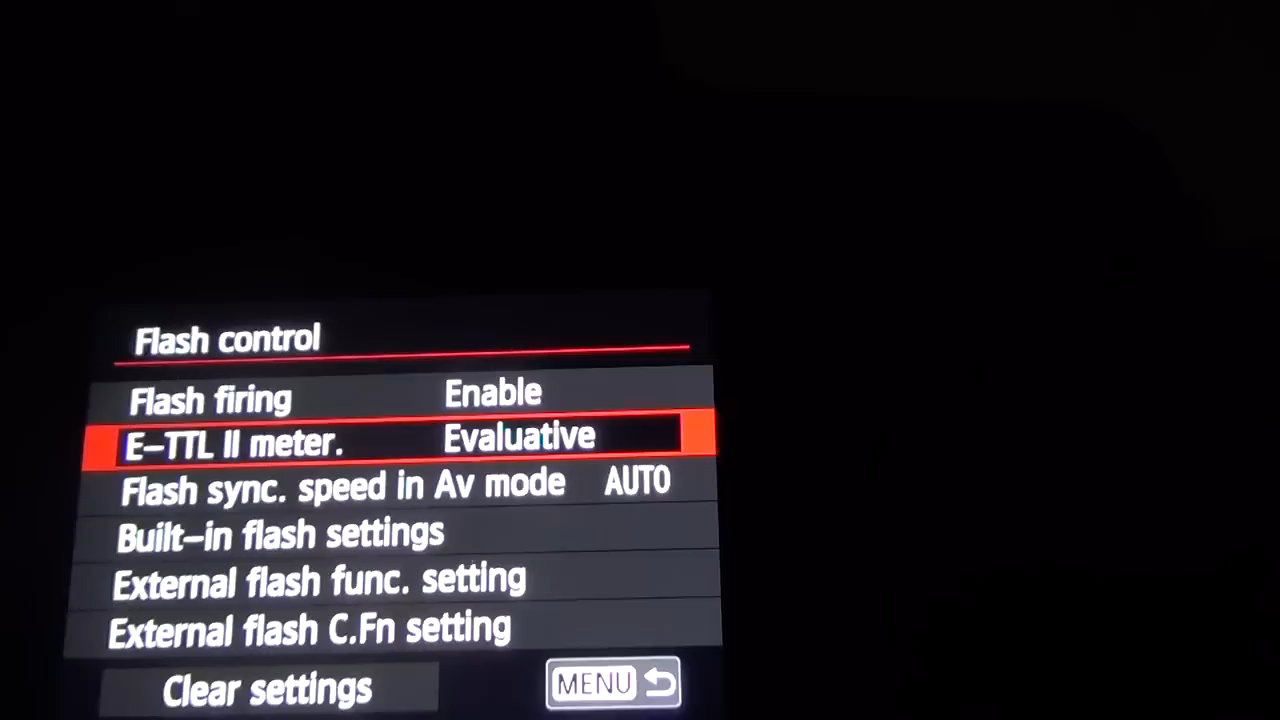 Flash control
Flash firing Enable
E-TTL II meter. Evaluative
Flash sync. speed in Av mode AUTO
Built-in flash settings
External flash func. setting
External flash C.Fn setting
Clear settings MENU